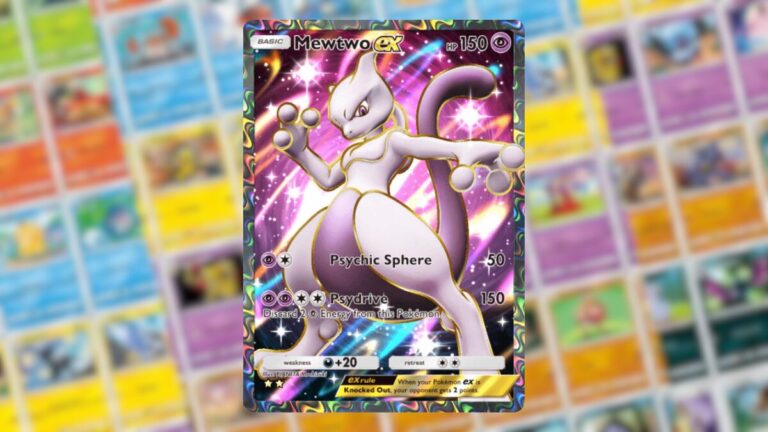 BASIC Mewtwo ex HP 150
Psychic Sphere 50
Psydrive 150
Discard 2 Energy from this Pokémon.
weakness +20 retreat
ex rule When your Pokémon ex is
Knocked Out, your opponent gets 2 points.